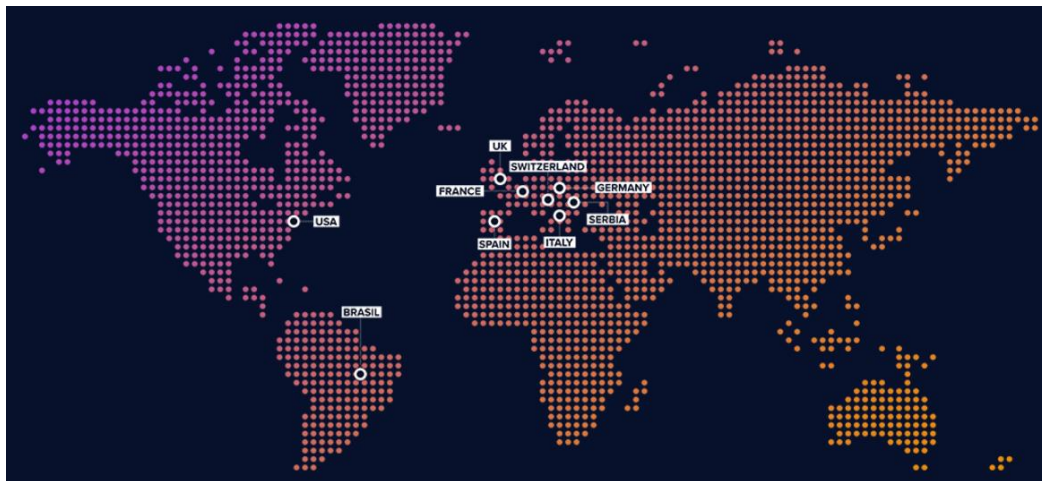 UK
SWITZERLAND
FRANCE
GERMANY
USA
SERBIA
SPAIN
ITALY
BRASIL